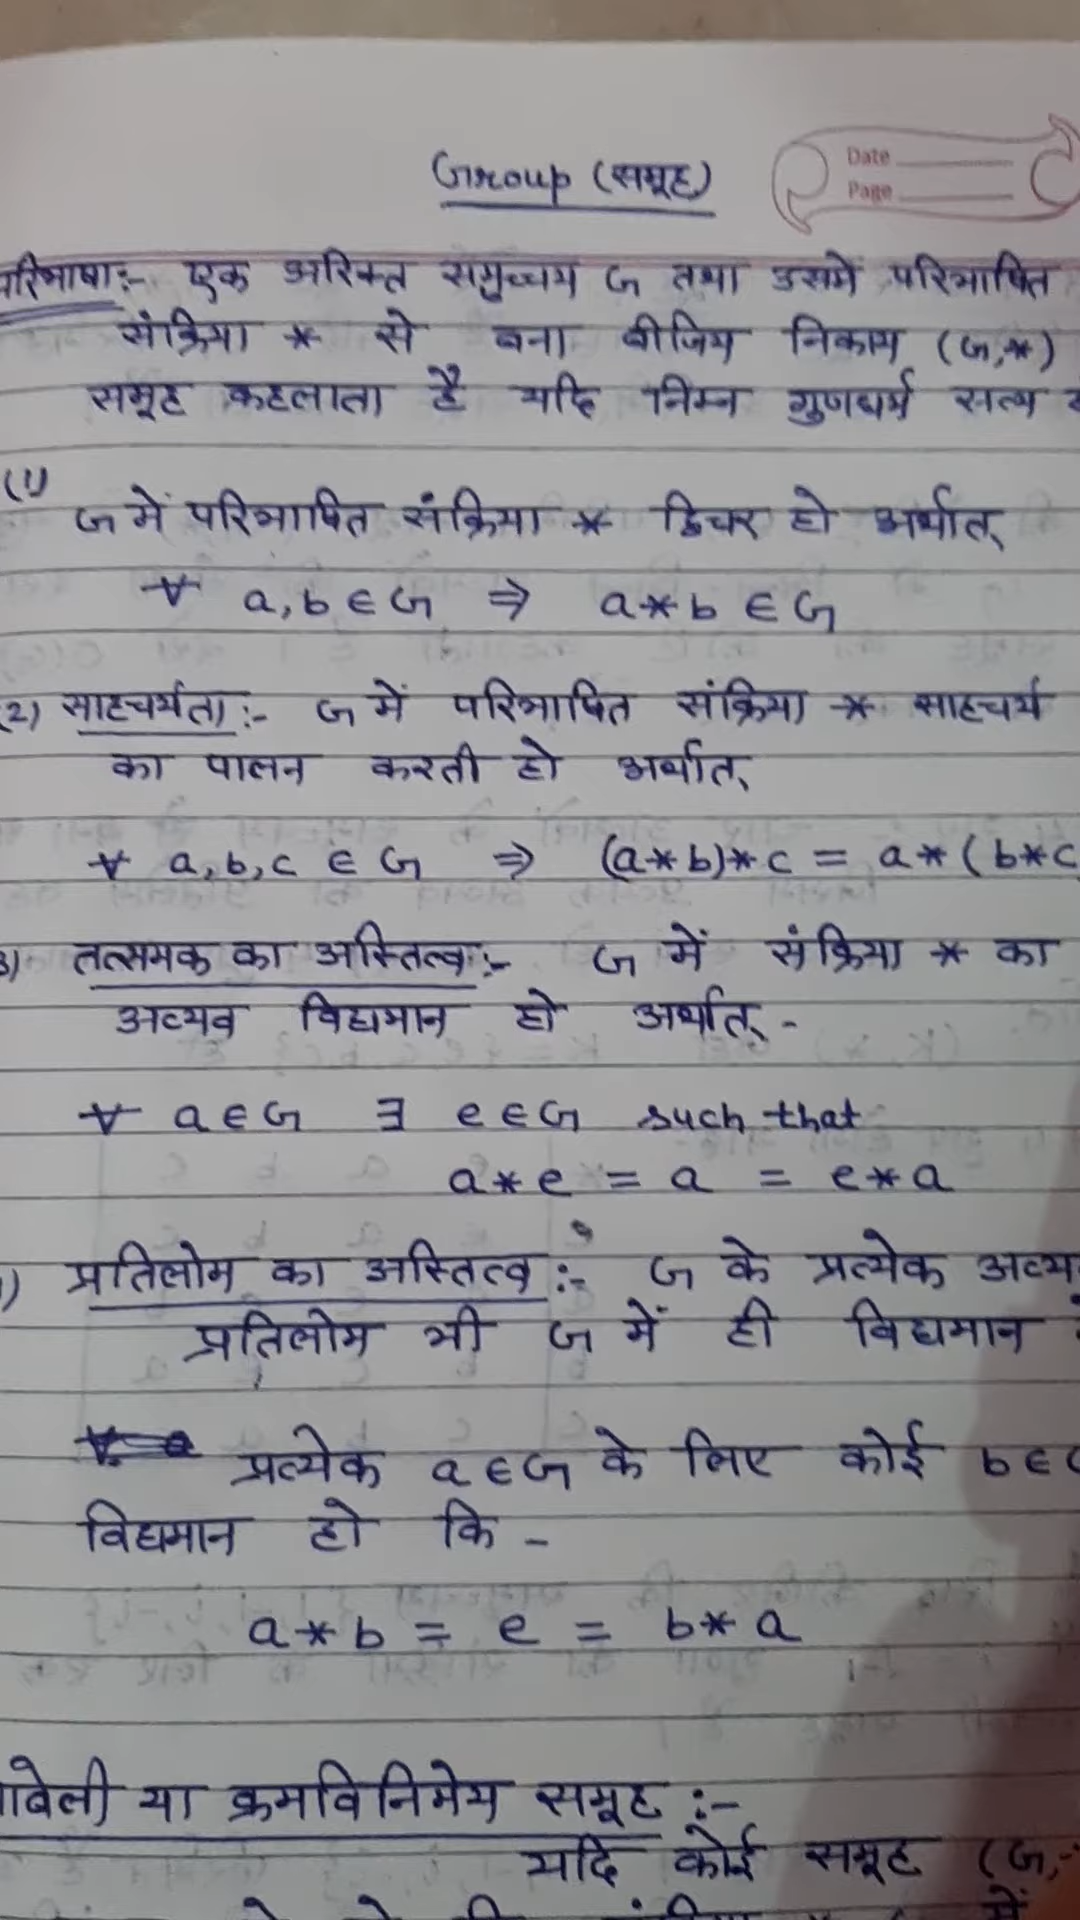 Group (समूह)
Date
Page
परिभाषा:- एक अरिक्त समुच्चय G तथा उसमें परिभाषित
संक्रिया * से बना बीजिय निकाय (G,*)
समूह कहलाता है यदि निम्न गुणधर्म सत्य
(1)
G में परिभाषित संक्रिया * द्विचर हो अर्थात्
∀ a, b ∈ G ⇒ a * b ∈ G
(2) साहचर्यता :- G में परिभाषित संक्रिया * साहचर्य
का पालन करती हो अर्थात्
∀ a, b, c ∈ G ⇒ (a * b) * c = a * ( b * c
3) तत्समक का अस्तित्व :- G में संक्रिया * का
अव्यव विद्यमान हो अर्थात् -
∀ a ∈ G ∃ e ∈ G such that
a * e = a = e * a
) प्रतिलोम का अस्तित्व :- G के प्रत्येक
प्रतिलोम भी G में ही विद्यमान
प्रत्येक a ∈ G के लिए कोई b ∈ G
विद्यमान हो कि -
a * b = e = b * a
आबेली या क्रमविनिमेय समूह :-
यदि कोई समूह (G,